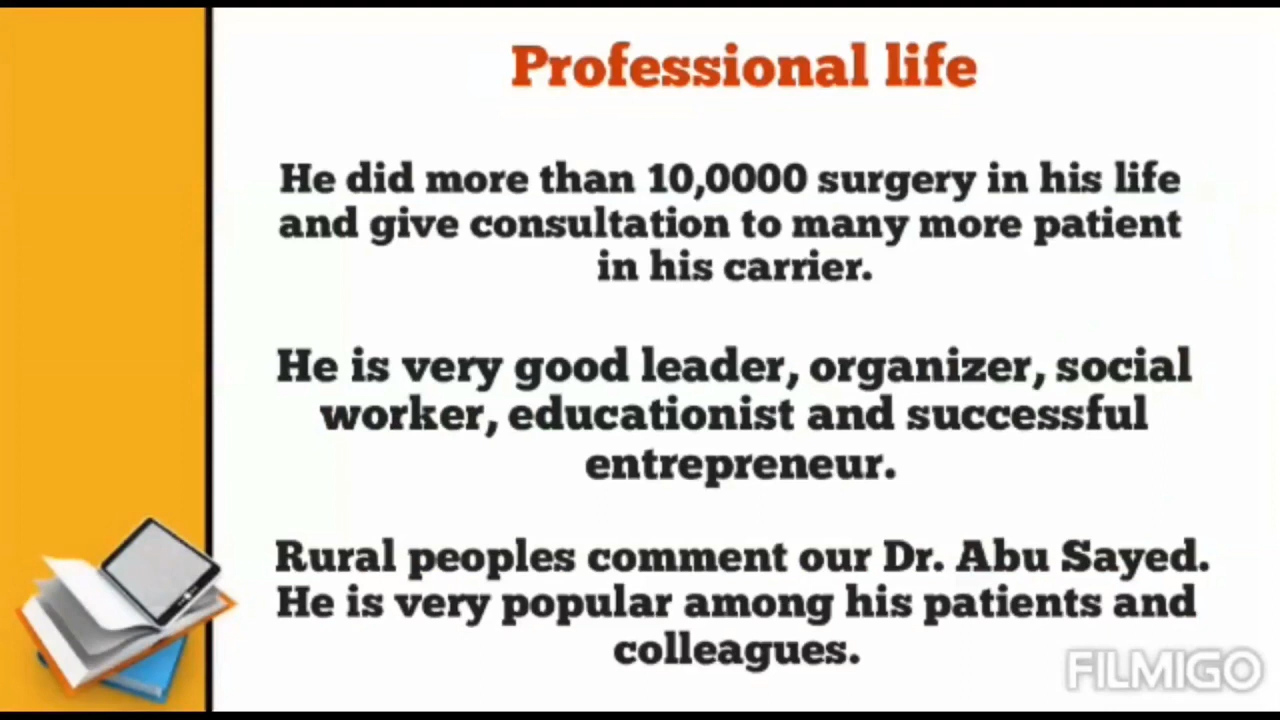 Professional life
He did more than 10,0000 surgery in his life
and give consultation to many more patient
in his carrier.
He is very good leader, organizer, social
worker, educationist and successful
entrepreneur.
Rural peoples comment our Dr. Abu Sayed.
He is very popular among his patients and
colleagues.
FILMIGO